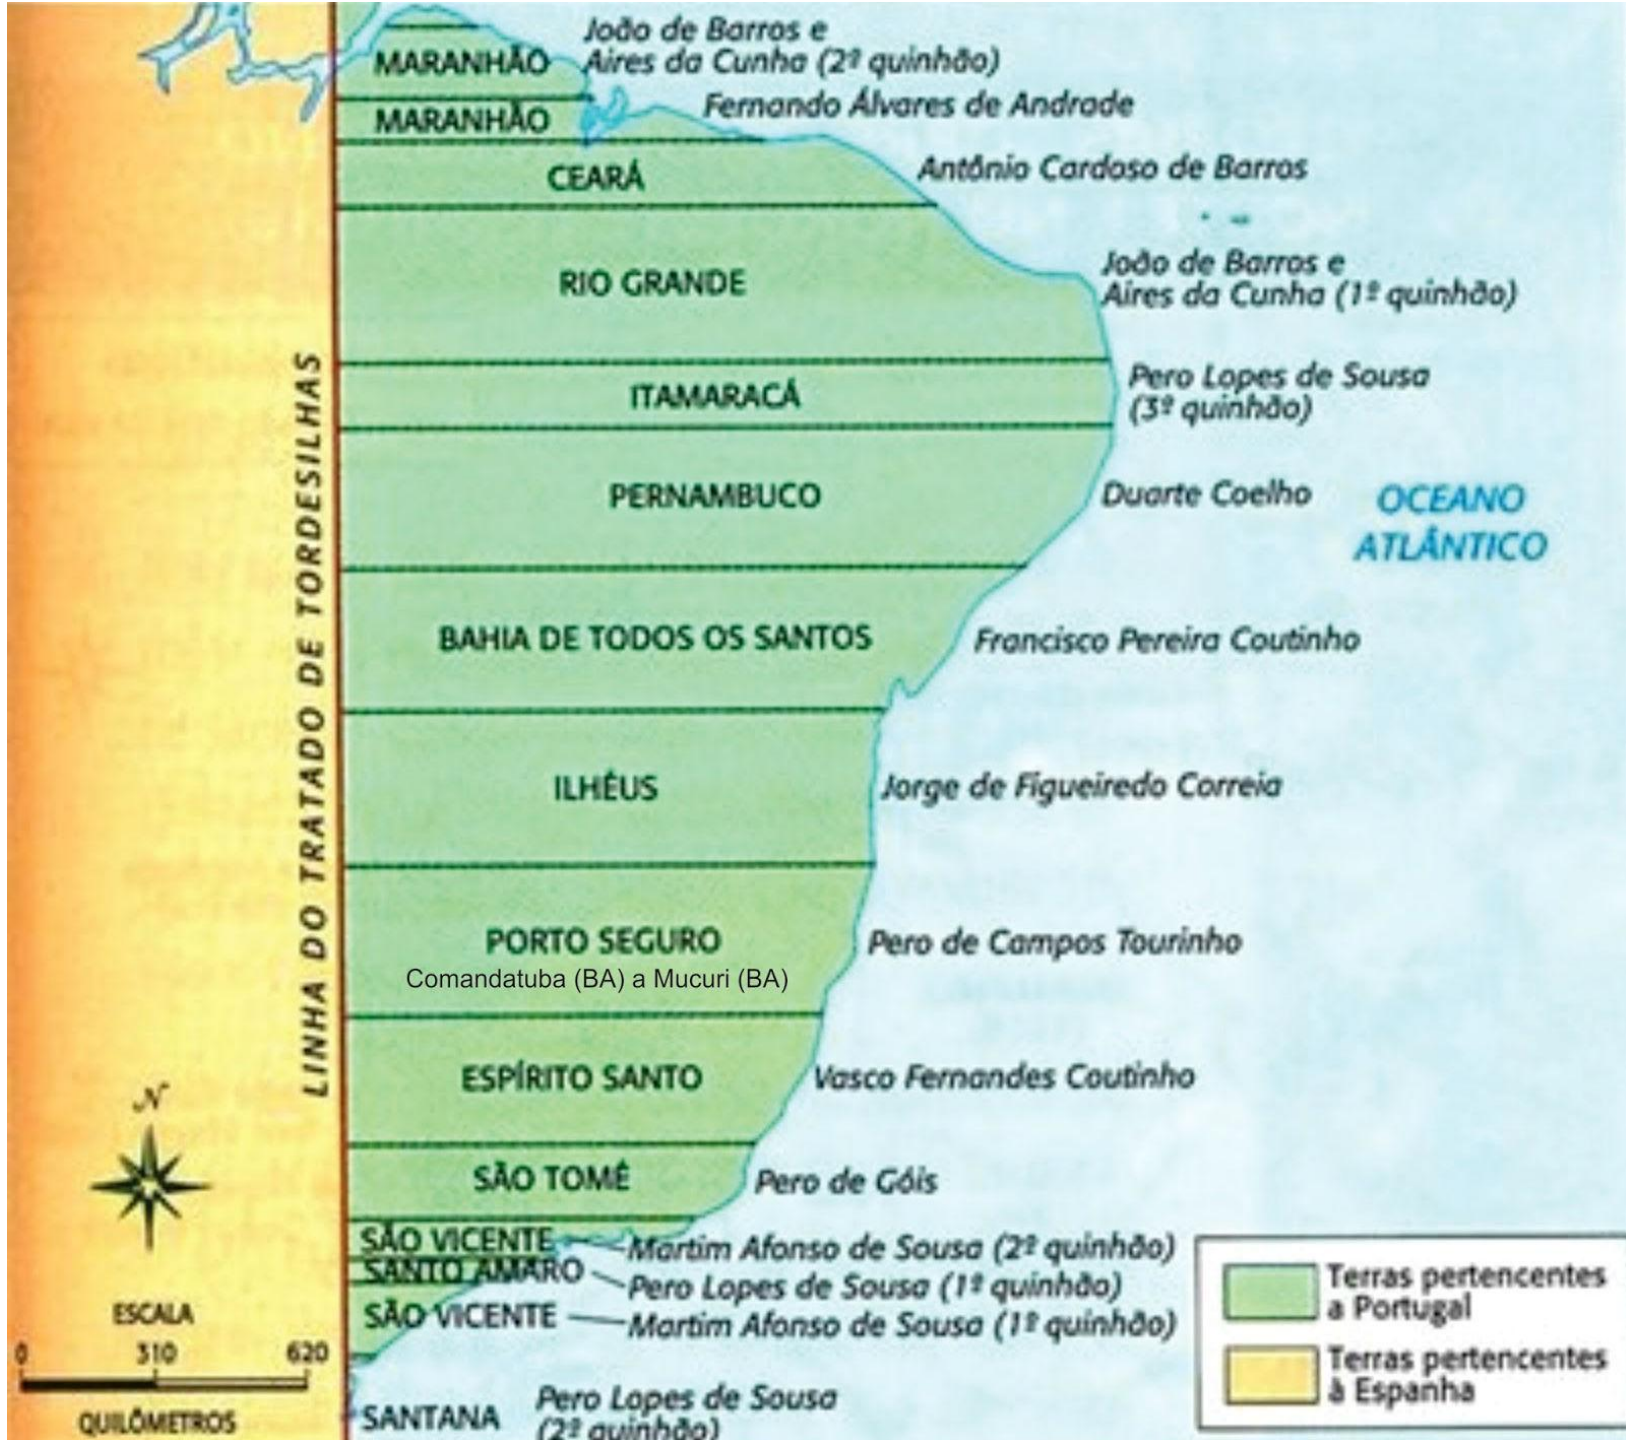 João de Barros e
Aires da Cunha (2º quinhão)
MARANHÃO
Fernando Álvares de Andrade
MARANHÃO
Antônio Cardoso de Barros
CEARÁ
RIO GRANDE
João de Barros e
Aires da Cunha (1º quinhão)
ITAMARACÁ
Pero Lopes de Sousa
(3º quinhão)
PERNAMBUCO
Duarte Coelho
OCEANO
ATLÂNTICO
LINHA DO TRATADO DE TORDESILHAS
BAHIA DE TODOS OS SANTOS
Francisco Pereira Coutinho
ILHÉUS
Jorge de Figueiredo Correia
PORTO SEGURO
Comandatuba (BA) a Mucuri (BA)
Pero de Campos Tourinho
ESPÍRITO SANTO
Vasco Fernandes Coutinho
N
SÃO TOMÉ
Pero de Góis
SÃO VICENTE
Martim Afonso de Sousa (2º quinhão)
SANTO AMARO
Pero Lopes de Sousa (1º quinhão)
SÃO VICENTE
Martim Afonso de Sousa (1º quinhão)
SANTANA
Pero Lopes de Sousa
(2º quinhão)
ESCALA
0 310 620
QUILÔMETROS
Terras pertencentes
a Portugal
Terras pertencentes
à Espanha